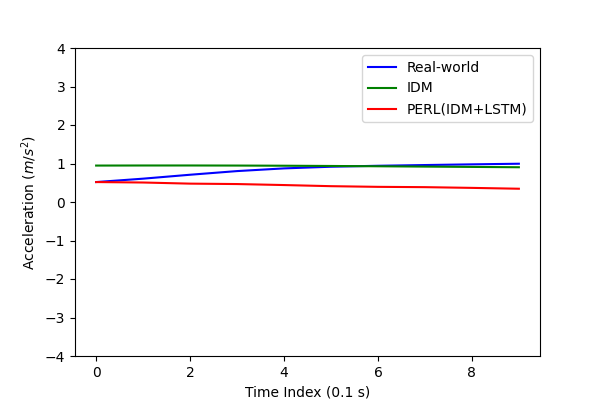 4
3
2
1
0
−1
−2
−3
−4
Acceleration (m/s²)
Real-world
IDM
PERL(IDM+LSTM)
0 2 4 6 8
Time Index (0.1 s)